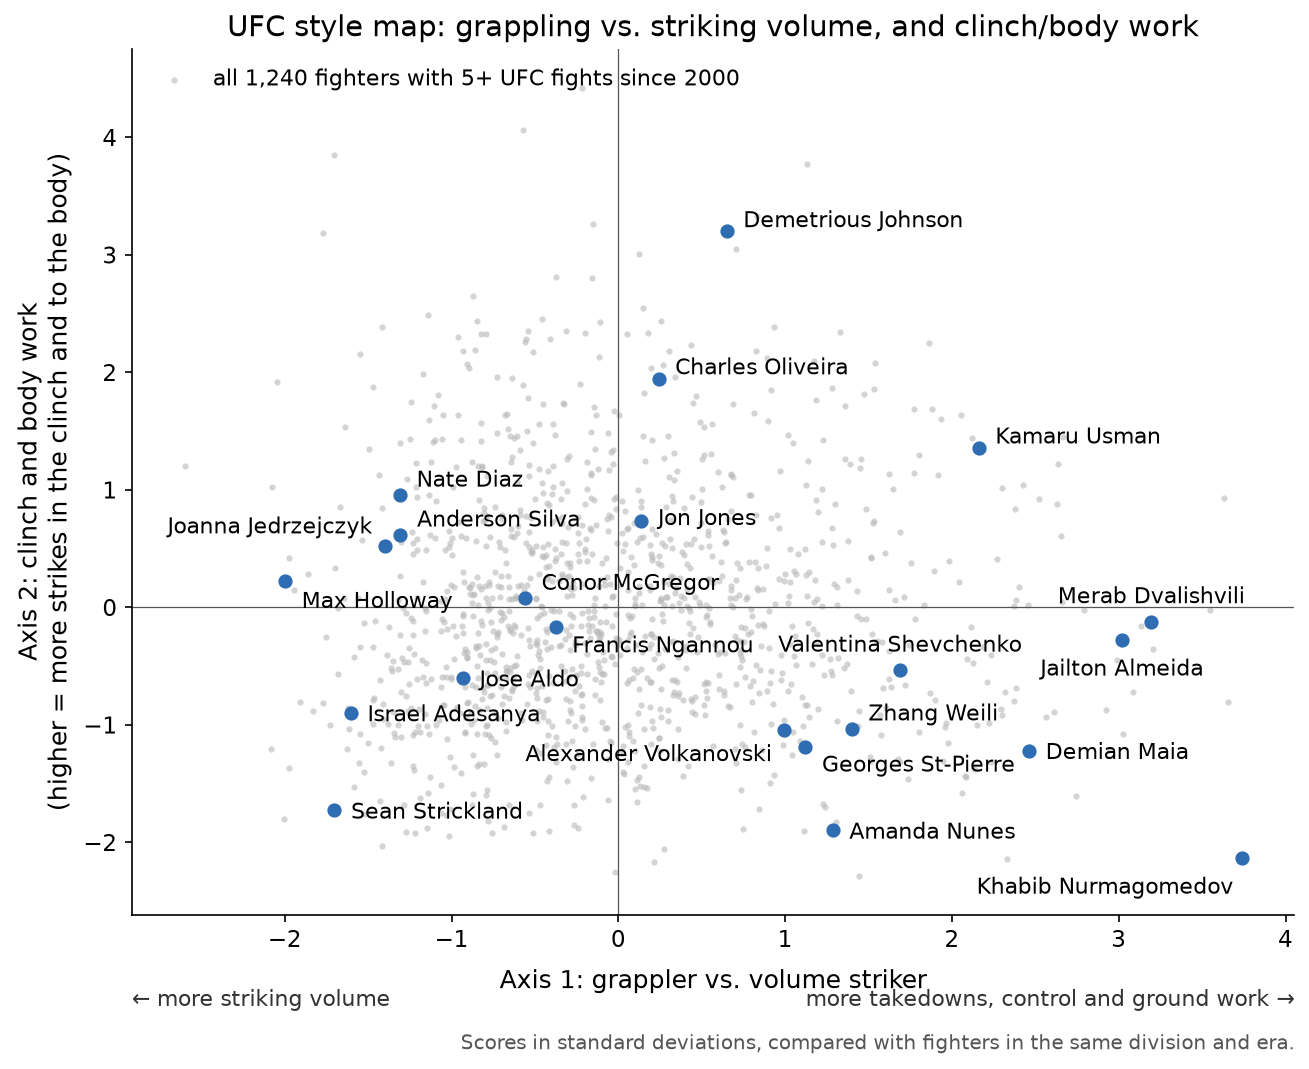 UFC style map: grappling vs. striking volume, and clinch/body work
all 1,240 fighters with 5+ UFC fights since 2000
Axis 2: clinch and body work
(higher = more strikes in the clinch and to the body)
4
3
2
1
0
−1
−2
Demetrious Johnson
Charles Oliveira
Kamaru Usman
Nate Diaz
Anderson Silva
Jon Jones
Joanna Jedrzejczyk
Conor McGregor
Max Holloway
Merab Dvalishvili
Francis Ngannou
Valentina Shevchenko
Jailton Almeida
Jose Aldo
Israel Adesanya
Zhang Weili
Alexander Volkanovski
Georges St-Pierre
Demian Maia
Sean Strickland
Amanda Nunes
Khabib Nurmagomedov
−2
−1
0
1
2
3
4
Axis 1: grappler vs. volume striker
← more striking volume
more takedowns, control and ground work →
Scores in standard deviations, compared with fighters in the same division and era.